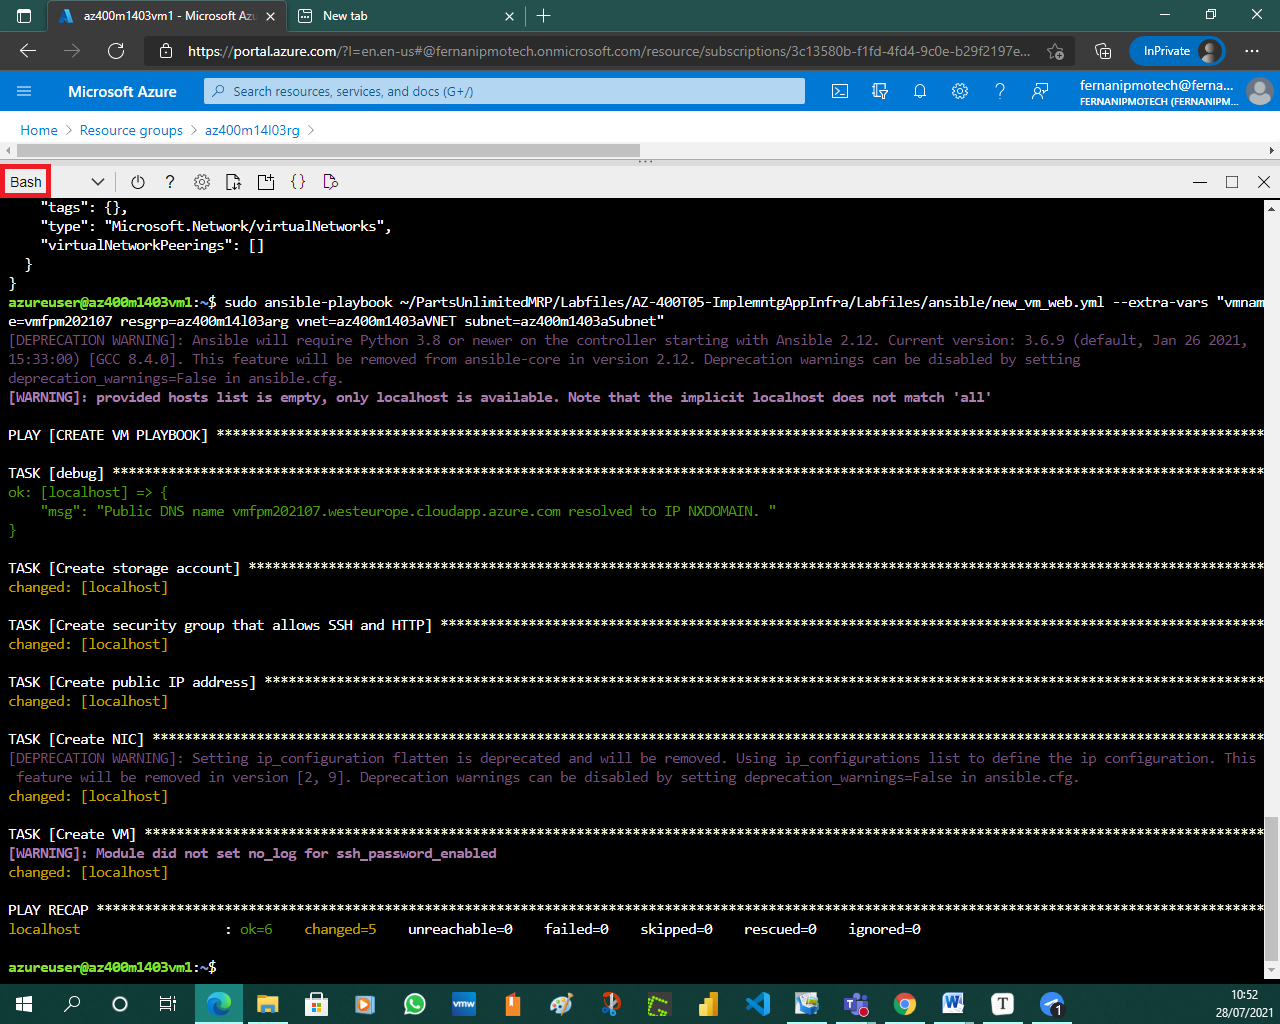 az400m1403vm1 - Microsoft Azu
New tab
https://portal.azure.com/?l=en.en-us#@fernanipmotech.onmicrosoft.com/resource/subscriptions/3c13580b-f1fd-4fd4-9c0e-b29f2197e...
InPrivate
Microsoft Azure
Search resources, services, and docs (G+/)
fernanipmotech@ferna...
FERNANIPMOTECH (FERNANIPM...
Home > Resource groups > az400m14l03rg >
Bash
"tags": {},
"type": "Microsoft.Network/virtualNetworks",
"virtualNetworkPeerings": []
}
}
azureuser@az400m1403vm1:~$ sudo ansible-playbook ~/PartsUnlimitedMRP/Labfiles/AZ-400T05-ImplemntgAppInfra/Labfiles/ansible/new_vm_web.yml --extra-vars "vmnam
e=vmfpm202107 resgrp=az400m14l03arg vnet=az400m1403aVNET subnet=az400m1403aSubnet"
[DEPRECATION WARNING]: Ansible will require Python 3.8 or newer on the controller starting with Ansible 2.12. Current version: 3.6.9 (default, Jan 26 2021,
15:33:00) [GCC 8.4.0]. This feature will be removed from ansible-core in version 2.12. Deprecation warnings can be disabled by setting
deprecation_warnings=False in ansible.cfg.
[WARNING]: provided hosts list is empty, only localhost is available. Note that the implicit localhost does not match 'all'
PLAY [CREATE VM PLAYBOOK] ***********************************************************************************************************************************
TASK [debug] ************************************************************************************************************************************************
ok: [localhost] => {
"msg": "Public DNS name vmfpm202107.westeurope.cloudapp.azure.com resolved to IP NXDOMAIN. "
}
TASK [Create storage account] *******************************************************************************************************************************
changed: [localhost]
TASK [Create security group that allows SSH and HTTP] *******************************************************************************************************
changed: [localhost]
TASK [Create public IP address] *****************************************************************************************************************************
changed: [localhost]
TASK [Create NIC] *******************************************************************************************************************************************
[DEPRECATION WARNING]: Setting ip_configuration flatten is deprecated and will be removed. Using ip_configurations list to define the ip configuration. This
feature will be removed in version [2, 9]. Deprecation warnings can be disabled by setting deprecation_warnings=False in ansible.cfg.
changed: [localhost]
TASK [Create VM] ********************************************************************************************************************************************
[WARNING]: Module did not set no_log for ssh_password_enabled
changed: [localhost]
PLAY RECAP **************************************************************************************************************************************************
localhost : ok=6 changed=5 unreachable=0 failed=0 skipped=0 rescued=0 ignored=0
azureuser@az400m1403vm1:~$
vmw
W
T
1
10:52
28/07/2021